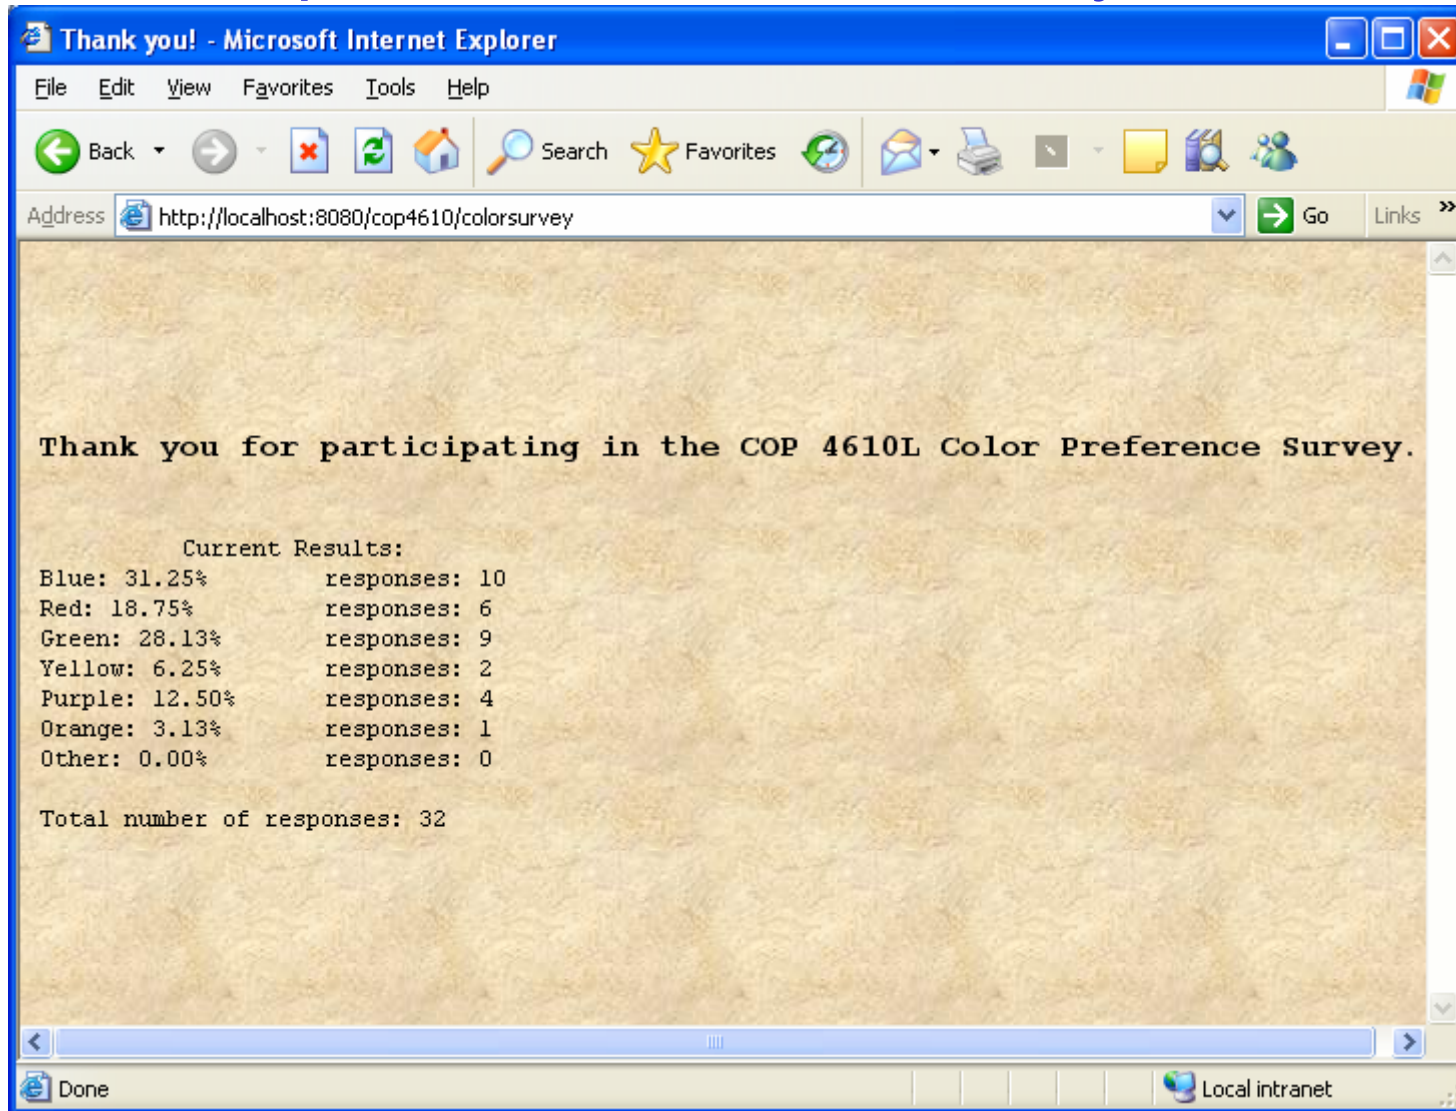 Thank you! - Microsoft Internet Explorer
File Edit View Favorites Tools Help
Back Search Favorites
Address http://localhost:8080/cop4610/colorsurvey Go Links »
Thank you for participating in the COP 4610L Color Preference Survey.
Current Results:
Blue: 31.25% responses: 10
Red: 18.75% responses: 6
Green: 28.13% responses: 9
Yellow: 6.25% responses: 2
Purple: 12.50% responses: 4
Orange: 3.13% responses: 1
Other: 0.00% responses: 0
Total number of responses: 32
Done Local intranet